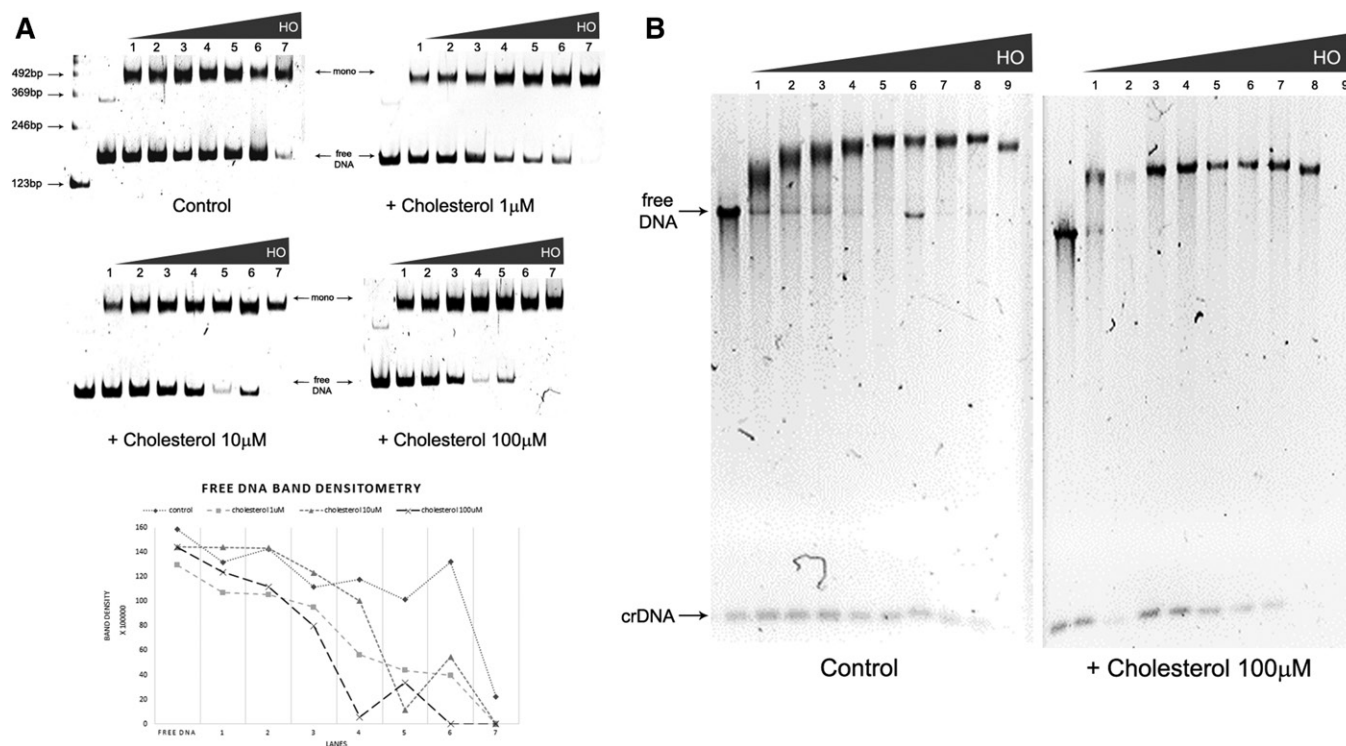 A
HO
1 2 3 4 5 6 7
492bp
369bp
246bp
123bp
mono
free
DNA
Control
HO
1 2 3 4 5 6 7
+ Cholesterol 1μM
HO
1 2 3 4 5 6 7
mono
free
DNA
+ Cholesterol 10μM
HO
1 2 3 4 5 6 7
+ Cholesterol 100μM
FREE DNA BAND DENSITOMETRY
control cholesterol 1uM cholesterol 10uM cholesterol 100uM
BAND DENSITY
X 100000
160
140
120
100
80
60
40
20
0
FREE DNA 1 2 3 4 5 6 7
LANES
B
HO
1 2 3 4 5 6 7 8 9
free
DNA
crDNA
Control
HO
1 2 3 4 5 6 7 8 9
+ Cholesterol 100μM